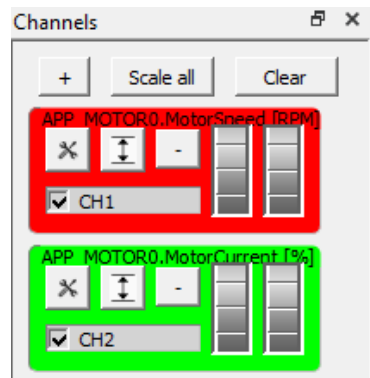 Channels
+ Scale all Clear
APP_MOTOR0.MotorSpeed [RPM]
-
CH1
APP_MOTOR0.MotorCurrent [%]
-
CH2